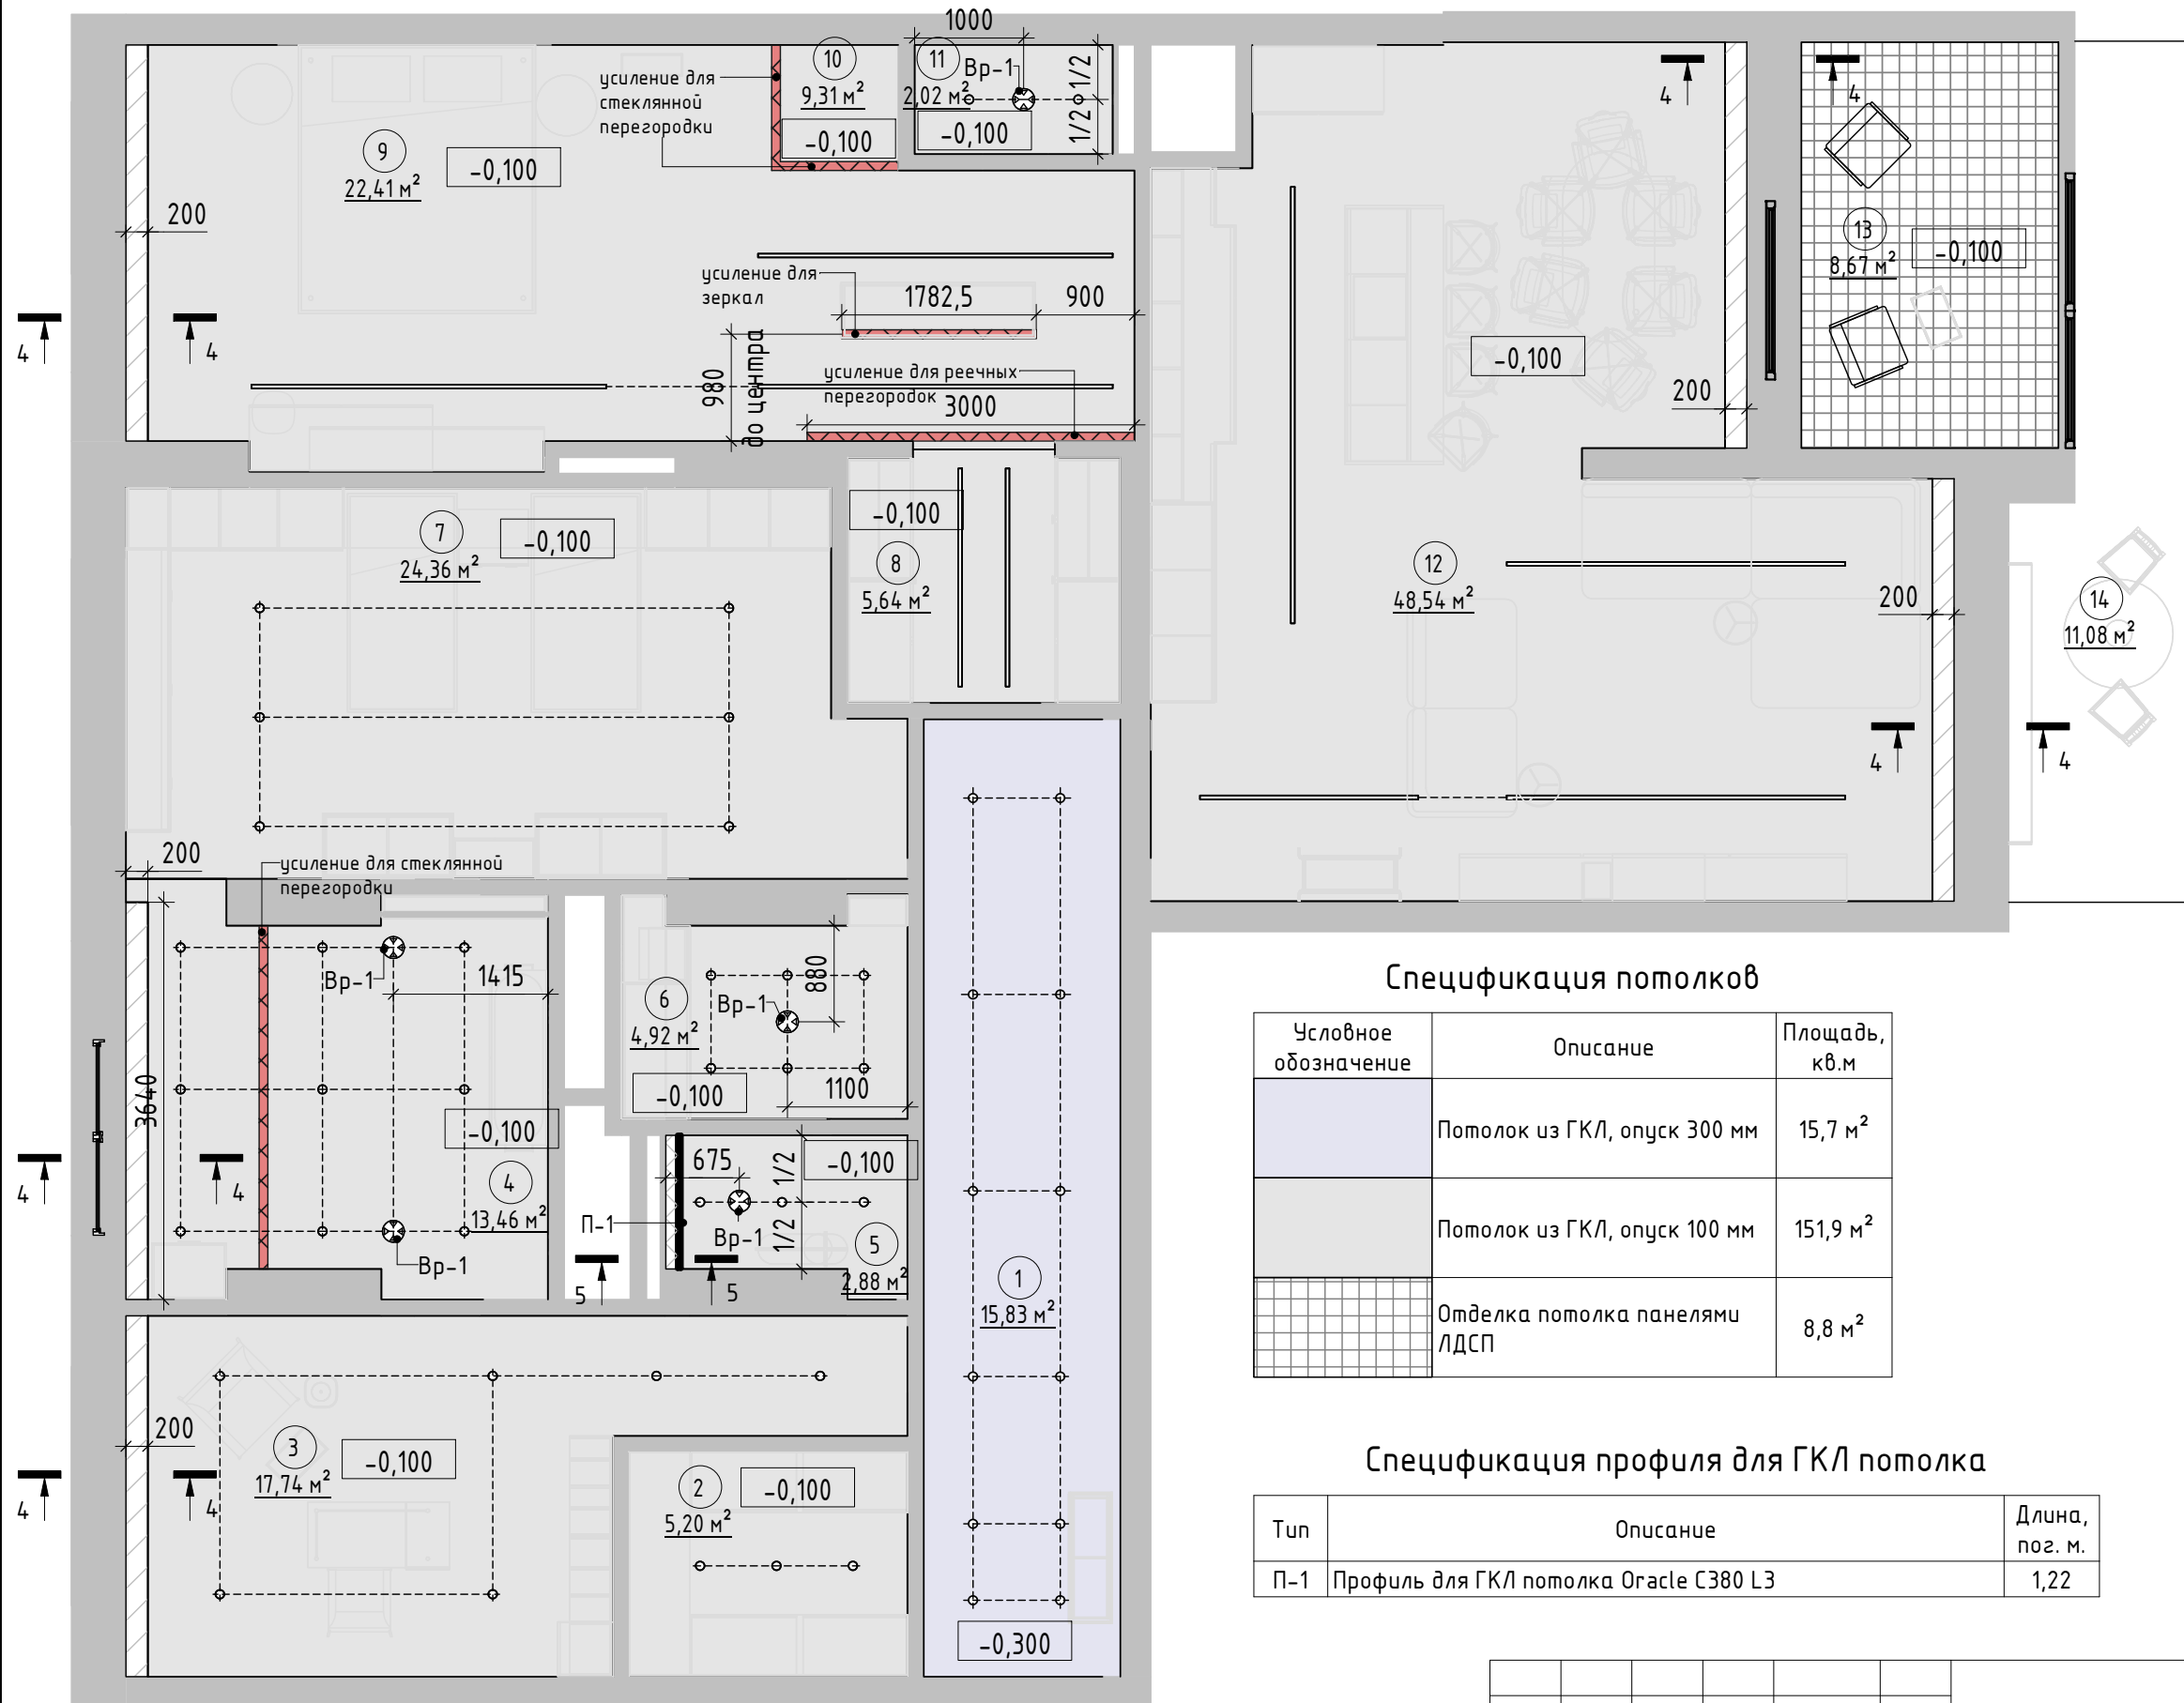 1000
10
9,31 м²
-0,100
11
2,02 м²
Вр-1
-0,100
1/2
1/2
усиление для
стеклянной
перегородки
9
22,41 м²
-0,100
200
4
4
13
8,67 м²
-0,100
усиление для
зеркал
1782,5
900
980
до центра
усиление для реечных
перегородок
3000
4
4
-0,100
200
7
24,36 м²
-0,100
-0,100
8
5,64 м²
12
48,54 м²
200
14
11,08 м²
4
4
200
усиление для стеклянной
перегородки
Вр-1
1415
3640
-0,100
4
13,46 м²
Вр-1
4
4
6
4,92 м²
Вр-1
880
-0,100
1100
675
1/2
1/2
-0,100
П-1
Вр-1
5
2,88 м²
5
5
1
15,83 м²
-0,300
200
3
17,74 м²
-0,100
4
4
2
5,20 м²
-0,100
Спецификация потолков
Условное
обозначение
Описание
Площадь,
кв.м
Потолок из ГКЛ, опуск 300 мм
15,7 м²
Потолок из ГКЛ, опуск 100 мм
151,9 м²
Отделка потолка панелями
ЛДСП
8,8 м²
Спецификация профиля для ГКЛ потолка
Тип
Описание
Длина,
пог. м.
П-1
Профиль для ГКЛ потолка Oracle C380 L3
1,22